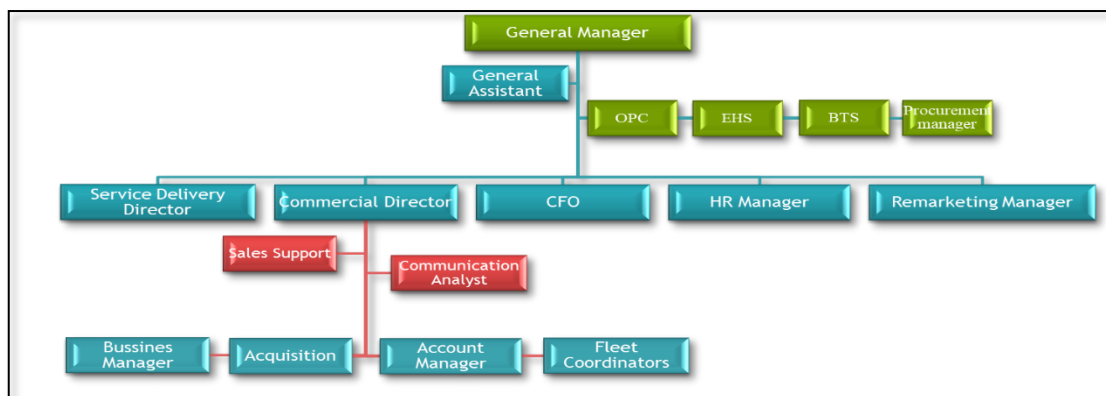 General Manager
General
Assistant
OPC
EHS
BTS
Procurement
manager
Service Delivery
Director
Commercial Director
CFO
HR Manager
Remarketing Manager
Sales Support
Communication
Analyst
Bussines
Manager
Acquisition
Account
Manager
Fleet
Coordinators